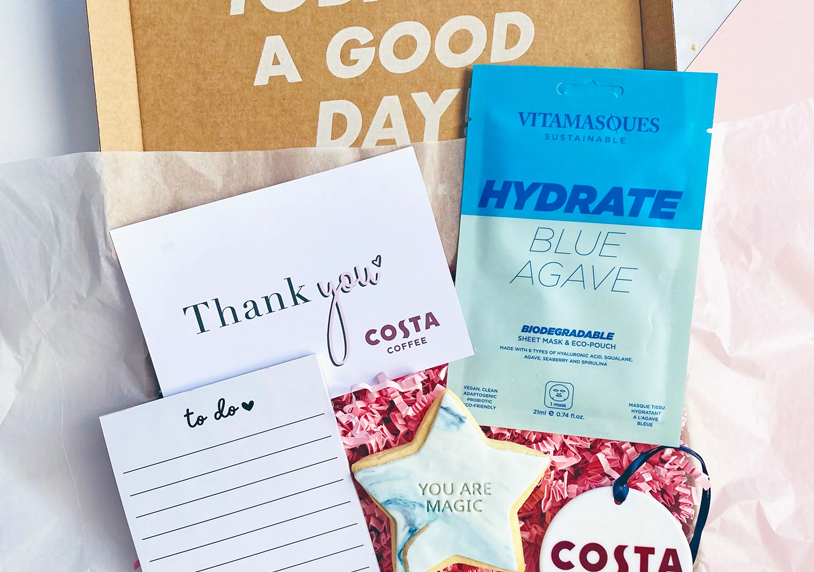 A GOOD
DAY
VITAMASQUES
SUSTAINABLE
HYDRATE
BLUE
AGAVE
BIODEGRADABLE
SHEET MASK & ECO-POUCH
MADE WITH 6 TYPES OF HYALURONIC ACID, SQUALANE,
AGAVE, SEABERRY AND SPIRULINA
VEGAN, CLEAN
ADAPTOGENIC
PROBIOTIC
ECO-FRIENDLY
1 mask
21ml e 0.74 fl oz.
MASQUE TISSU
HYDRATANT
À L'AGAVE
BLEUE
Thank you
COSTA
COFFEE
to do
YOU ARE
MAGIC
COSTA